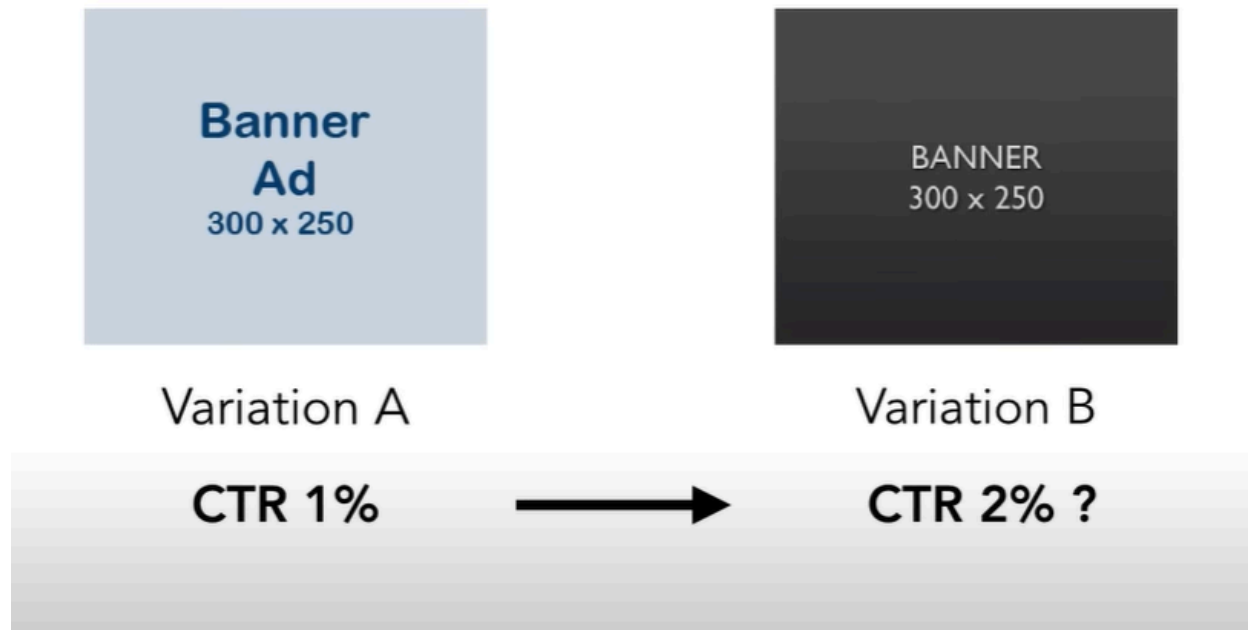 Banner
Ad
300 x 250
BANNER
300 x 250
Variation A
Variation B
CTR 1%
CTR 2% ?